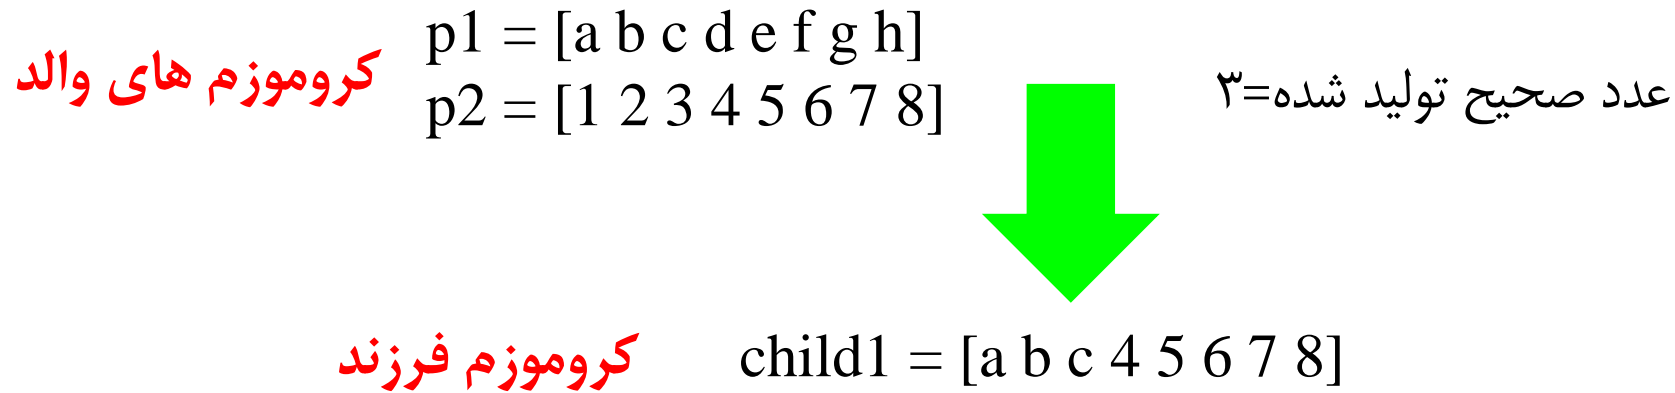 p1 = [a b c d e f g h]
کروموزم های والد
p2 = [1 2 3 4 5 6 7 8]
عدد صحیح تولید شده=۳
child1 = [a b c 4 5 6 7 8]
کروموزم فرزند